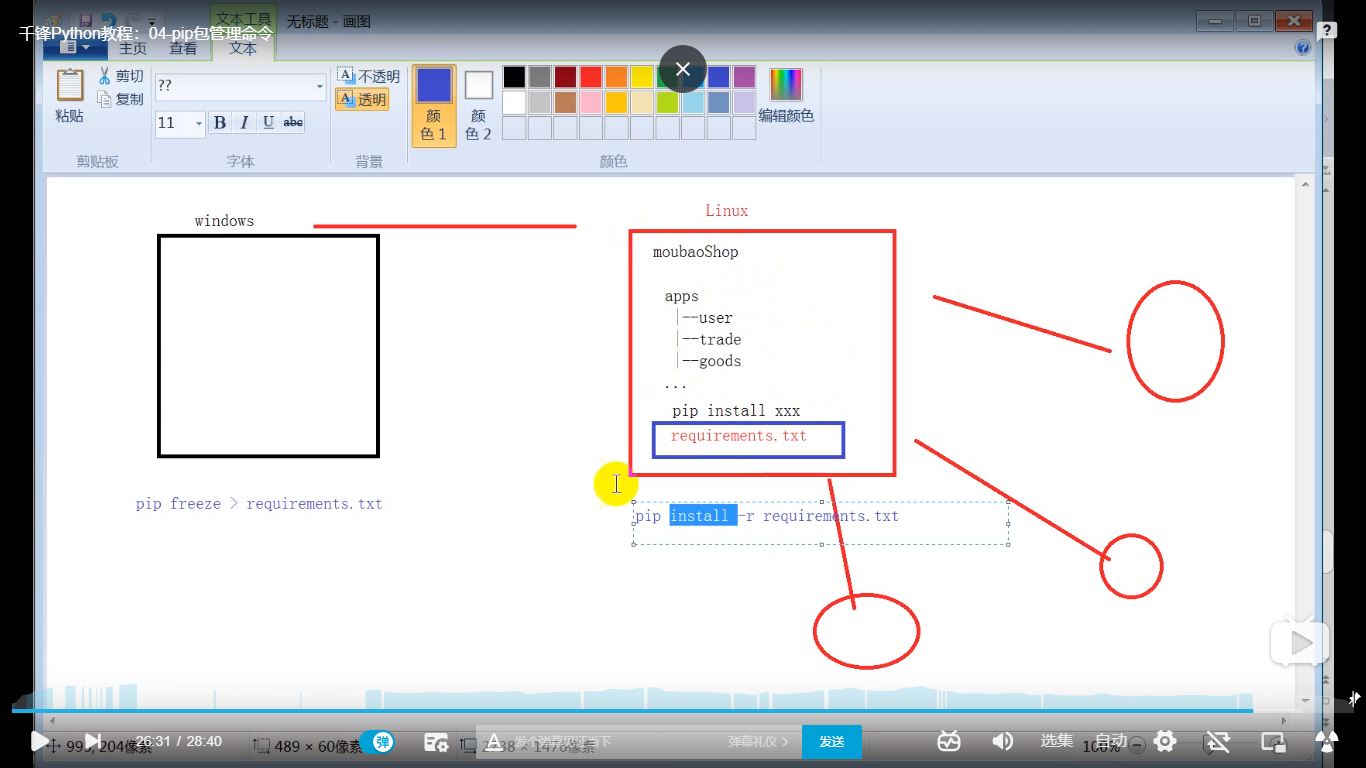 文本工具
无标题 - 画图
千锋Python教程：04-pip包管理命令
主页
查看
文本
剪切
复制
粘贴
剪贴板
??
11
B I U abc
字体
不透明
透明
背景
颜色 1
颜色 2
编辑颜色
颜色
windows
Linux
moubaoShop
apps
|--user
|--trade
|--goods
...
pip install xxx
requirements.txt
pip freeze > requirements.txt
pip install -r requirements.txt
26:31 / 28:40
弹
489 × 60像素
发个弹幕见证当下
弹幕礼仪 >
发送
选集
自动
100%